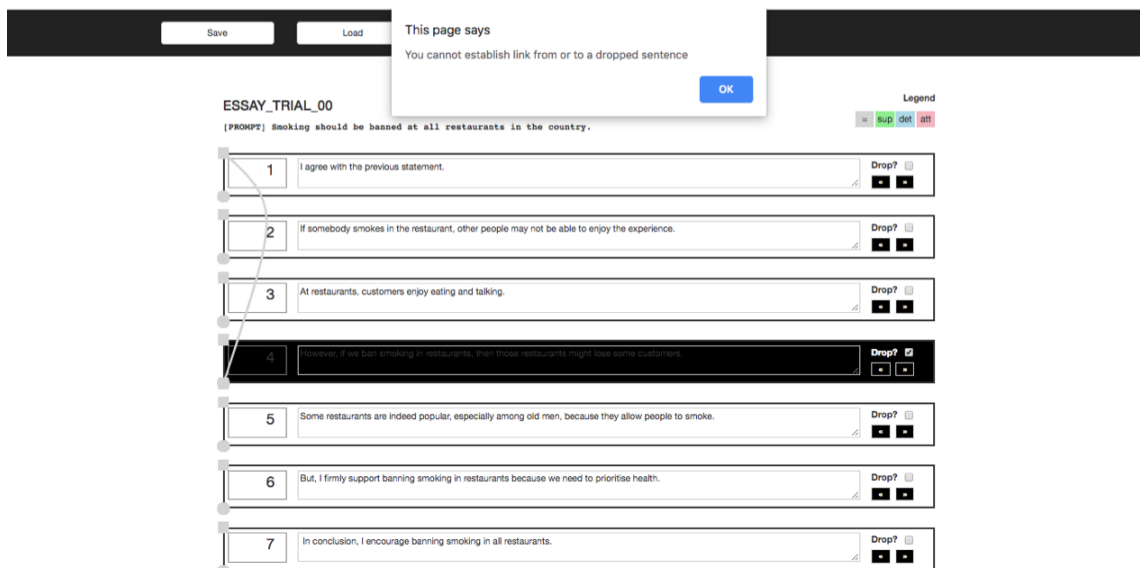 Save Load
This page says
You cannot establish link from or to a dropped sentence
OK
ESSAY_TRIAL_00
Legend
[PROMPT] Smoking should be banned at all restaurants in the country.
= sup det att
1 I agree with the previous statement. Drop?
« »
2 If somebody smokes in the restaurant, other people may not be able to enjoy the experience. Drop?
« »
3 At restaurants, customers enjoy eating and talking. Drop?
« »
4 However, if we ban smoking in restaurants, then those restaurants might lose some customers. Drop?
« »
5 Some restaurants are indeed popular, especially among old men, because they allow people to smoke. Drop?
« »
6 But, I firmly support banning smoking in restaurants because we need to prioritise health. Drop?
« »
7 In conclusion, I encourage banning smoking in all restaurants. Drop?
« »